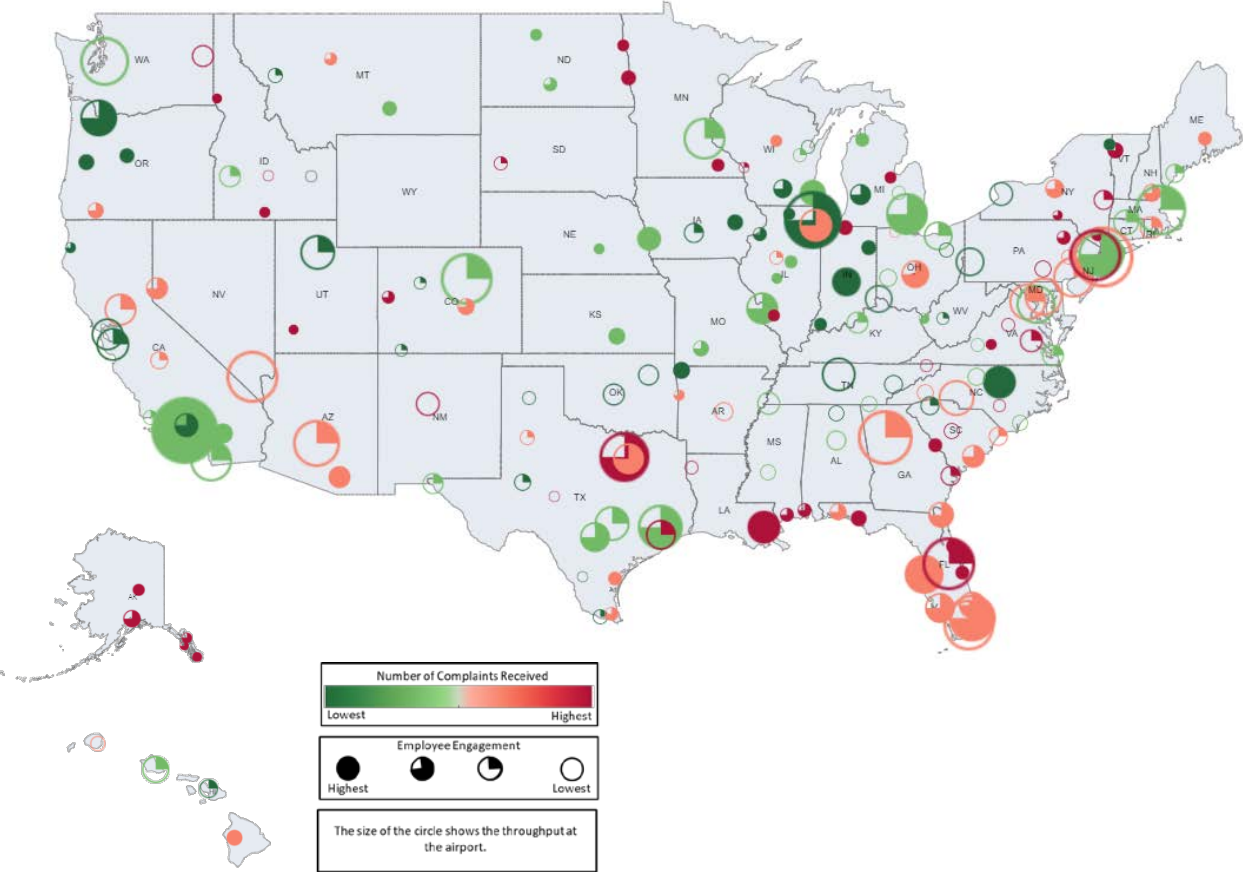 WA
MT
ND
MN
ME
OR
ID
SD
WI
MI
NY
VT
NH
MA
CT
RI
WY
IA
NE
PA
NJ
NV
UT
CO
IL
IN
OH
MD
WV
VA
KS
MO
KY
CA
AZ
NM
OK
AR
TN
NC
SC
MS
AL
GA
TX
LA
FL
AK
Number of Complaints Received
Lowest
Highest
Employee Engagement
Highest
Lowest
The size of the circle shows the throughput at
the airport.